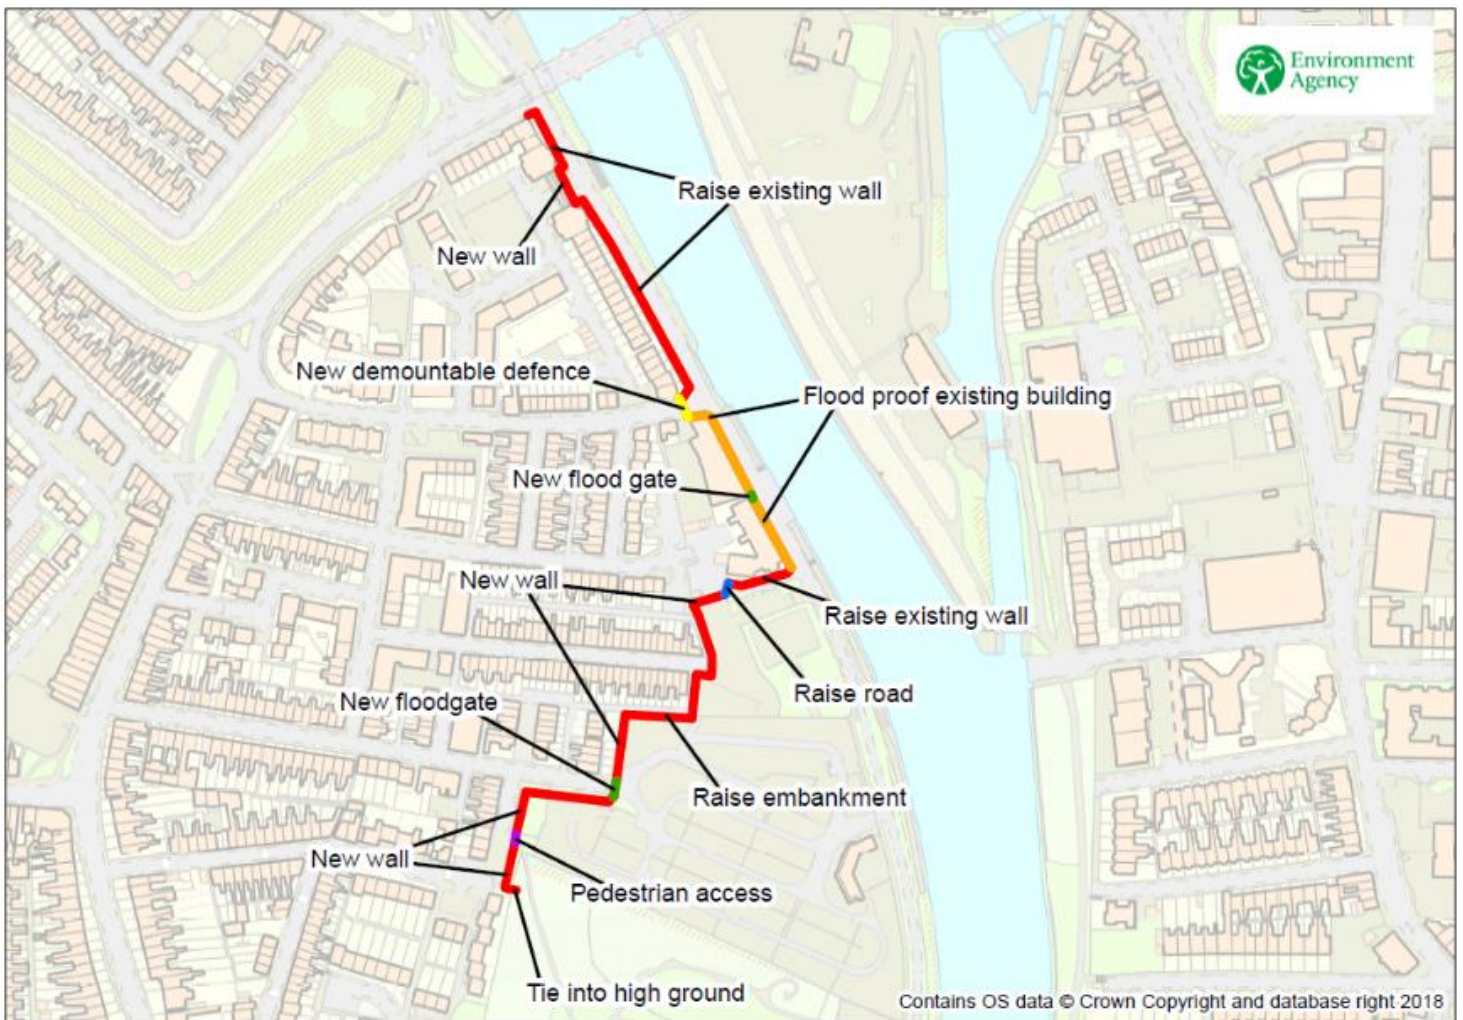 Environment
Agency
Raise existing wall
New wall
New demountable defence
Flood proof existing building
New flood gate
New wall
Raise existing wall
Raise road
New floodgate
Raise embankment
New wall
Pedestrian access
Tie into high ground
Contains OS data © Crown Copyright and database right 2018